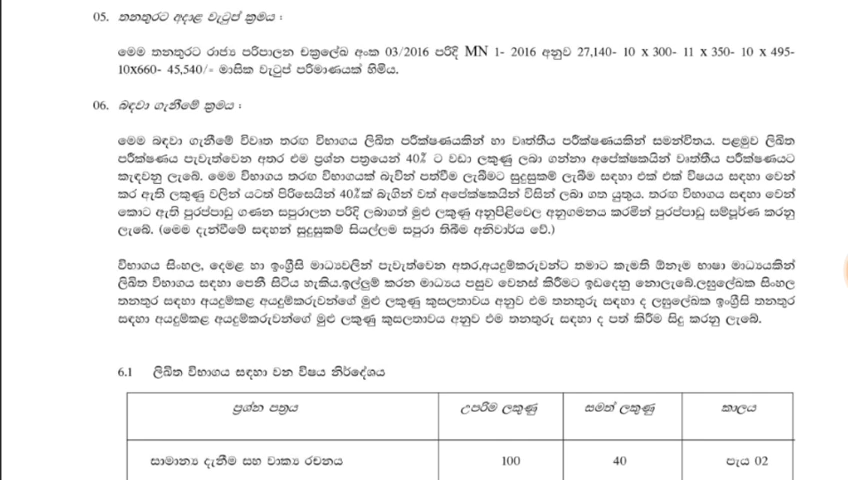 05. තනතුරට අදාළ වැටුප් ක්‍රමය :
මෙම තනතුරට රාජ්‍ය පරිපාලන චක්‍රලේඛ අංක 03/2016 පරිදි MN 1- 2016 අනුව 27,140- 10 x 300- 11 x 350- 10 x 495-
10x660- 45,540/= මාසික වැටුප් පරිමාණයක් හිමිය.
06. බඳවා ගැනීමේ ක්‍රමය :
මෙම බඳවා ගැනීමේ විවෘත තරඟ විභාගය ලිඛිත පරීක්ෂණයකින් හා වෘත්තීය පරීක්ෂණයකින් සමන්විතය. පළමුව ලිඛිත
පරීක්ෂණය පැවැත්වෙන අතර එම ප්‍රශ්න පත්‍රයෙන් 40% ට වඩා ලකුණු ලබා ගන්නා අපේක්ෂකයින් වෘත්තීය පරීක්ෂණයට
කැඳවනු ලැබේ. මෙම විභාගය තරඟ විභාගයක් බැවින් පත්වීම් ලැබීමට සුදුසුකම් ලැබීම සඳහා එක් එක් විෂයය සඳහා වෙන්
කර ඇති ලකුණු වලින් යටත් පිරිසෙයින් 40%ක් බැගින් වත් අපේක්ෂකයින් විසින් ලබා ගත යුතුය. තරඟ විභාගය සඳහා වෙන්
කොට ඇති පුරප්පාඩු ගණන සපුරාලන පරිදි ලබාගත් මුළු ලකුණු අනුපිළිවෙල අනුගමනය කරමින් පුරප්පාඩු සම්පූර්ණ කරනු
ලැබේ. (මෙම දැන්වීමේ සඳහන් සුදුසුකම් සියල්ලම සපුරා තිබීම අනිවාර්ය වේ.)
විභාගය සිංහල, දෙමළ හා ඉංග්‍රීසි මාධ්‍යවලින් පැවැත්වෙන අතර,අයදුම්කරුවන්ට තමාට කැමති ඕනෑම භාෂා මාධ්‍යයකින්
ලිඛිත විභාගය සඳහා පෙනී සිටිය හැකිය.ඉල්ලුම් කරන මාධ්‍යය පසුව වෙනස් කිරීමට ඉඩදෙනු නොලැබේ.ලඝුලේඛක සිංහල
තනතුර සඳහා අයදුම්කළ අයදුම්කරුවන්ගේ මුළු ලකුණු කුසලතාවය අනුව එම තනතුරු සඳහා ද ලඝුලේඛක ඉංග්‍රීසි තනතුර
සඳහා අයදුම්කළ අයදුම්කරුවන්ගේ මුළු ලකුණු කුසලතාවය අනුව එම තනතුරු සඳහා ද පත් කිරීම් සිදු කරනු ලැබේ.
6.1 ලිඛිත විභාගය සඳහා වන විෂය නිර්දේශය
ප්‍රශ්න පත්‍රය උපරිම ලකුණු සමත් ලකුණු කාලය
සාමාන්‍ය දැනීම සහ වාක්‍ය රචනය 100 40 පැය 02